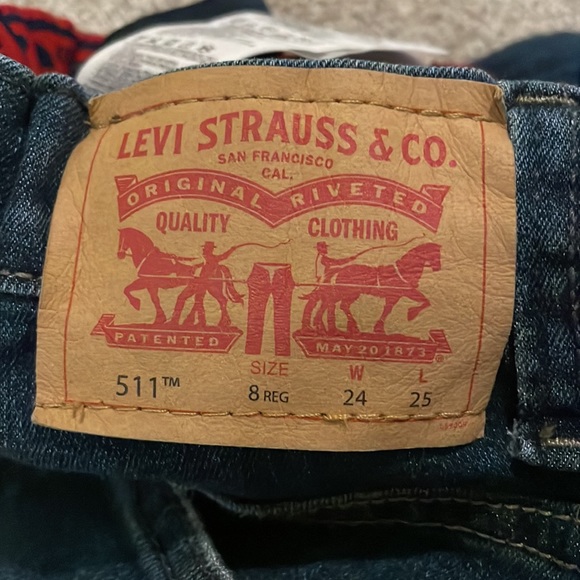 LEVI STRAUSS & CO.
SAN FRANCISCO
CAL.
ORIGINAL RIVETED
QUALITY CLOTHING
PATENTED MAY 20 1873
SIZE W L
511™ 8 REG 24 25